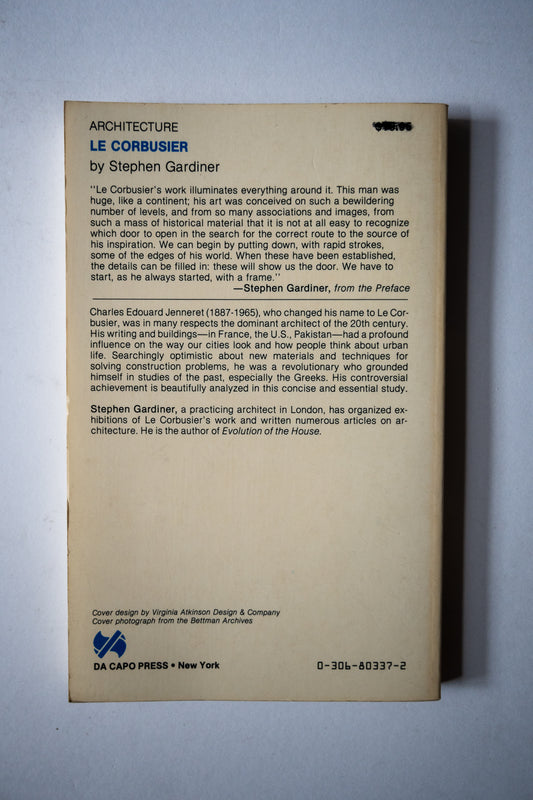 ARCHITECTURE
LE CORBUSIER
by Stephen Gardiner
"Le Corbusier's work illuminates everything around it. This man was
huge, like a continent; his art was conceived on such a bewildering
number of levels, and from so many associations and images, from
such a mass of historical material that it is not at all easy to recognize
which door to open in the search for the correct route to the source of
his inspiration. We can begin by putting down, with rapid strokes,
some of the edges of his world. When these have been established,
the details can be filled in: these will show us the door. We have to
start, as he always started, with a frame."
—Stephen Gardiner, from the Preface
Charles Edouard Jenneret (1887-1965), who changed his name to Le Cor-
busier, was in many respects the dominant architect of the 20th century.
His writing and buildings—in France, the U.S., Pakistan—had a profound
influence on the way our cities look and how people think about urban
life. Searchingly optimistic about new materials and techniques for
solving construction problems, he was a revolutionary who grounded
himself in studies of the past, especially the Greeks. His controversial
achievement is beautifully analyzed in this concise and essential study.
Stephen Gardiner, a practicing architect in London, has organized ex-
hibitions of Le Corbusier's work and written numerous articles on ar-
chitecture. He is the author of Evolution of the House.
Cover design by Virginia Atkinson Design & Company
Cover photograph from the Bettman Archives
DA CAPO PRESS • New York
0-306-80337-2